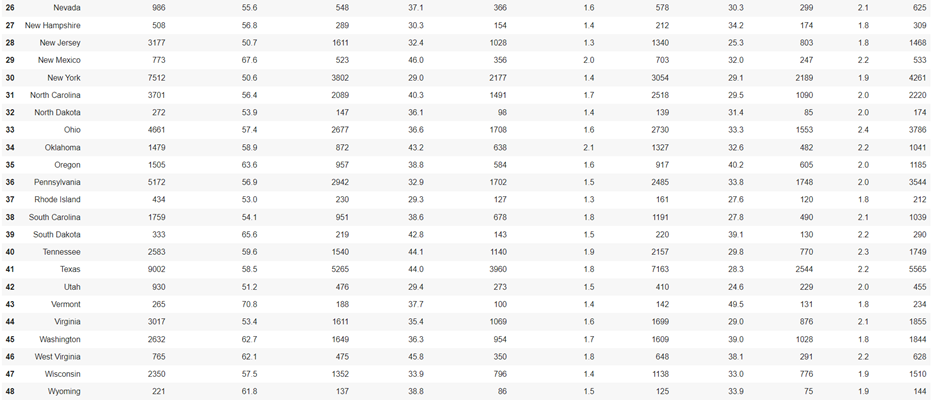 26 Nevada 986 55.6 548 37.1 366 1.6 578 30.3 299 2.1 625
27 New Hampshire 508 56.8 289 30.3 154 1.4 212 34.2 174 1.8 309
28 New Jersey 3177 50.7 1611 32.4 1028 1.3 1340 25.3 803 1.8 1468
29 New Mexico 773 67.6 523 46.0 356 2.0 703 32.0 247 2.2 533
30 New York 7512 50.6 3802 29.0 2177 1.4 3054 29.1 2189 1.9 4261
31 North Carolina 3701 56.4 2089 40.3 1491 1.7 2518 29.5 1090 2.0 2220
32 North Dakota 272 53.9 147 36.1 98 1.4 139 31.4 85 2.0 174
33 Ohio 4661 57.4 2677 36.6 1708 1.6 2730 33.3 1553 2.4 3786
34 Oklahoma 1479 58.9 872 43.2 638 2.1 1327 32.6 482 2.2 1041
35 Oregon 1505 63.6 957 38.8 584 1.6 917 40.2 605 2.0 1185
36 Pennsylvania 5172 56.9 2942 32.9 1702 1.5 2485 33.8 1748 2.0 3544
37 Rhode Island 434 53.0 230 29.3 127 1.3 161 27.6 120 1.8 212
38 South Carolina 1759 54.1 951 38.6 678 1.8 1191 27.8 490 2.1 1039
39 South Dakota 333 65.6 219 42.8 143 1.5 220 39.1 130 2.2 290
40 Tennessee 2583 59.6 1540 44.1 1140 1.9 2157 29.8 770 2.3 1749
41 Texas 9002 58.5 5265 44.0 3960 1.8 7163 28.3 2544 2.2 5565
42 Utah 930 51.2 476 29.4 273 1.5 410 24.6 229 2.0 455
43 Vermont 265 70.8 188 37.7 100 1.4 142 49.5 131 1.8 234
44 Virginia 3017 53.4 1611 35.4 1069 1.6 1699 29.0 876 2.1 1855
45 Washington 2632 62.7 1649 36.3 954 1.7 1609 39.0 1028 1.8 1844
46 West Virginia 765 62.1 475 45.8 350 1.8 648 38.1 291 2.2 628
47 Wisconsin 2350 57.5 1352 33.9 796 1.4 1138 33.0 776 1.9 1510
48 Wyoming 221 61.8 137 38.8 86 1.5 125 33.9 75 1.9 144